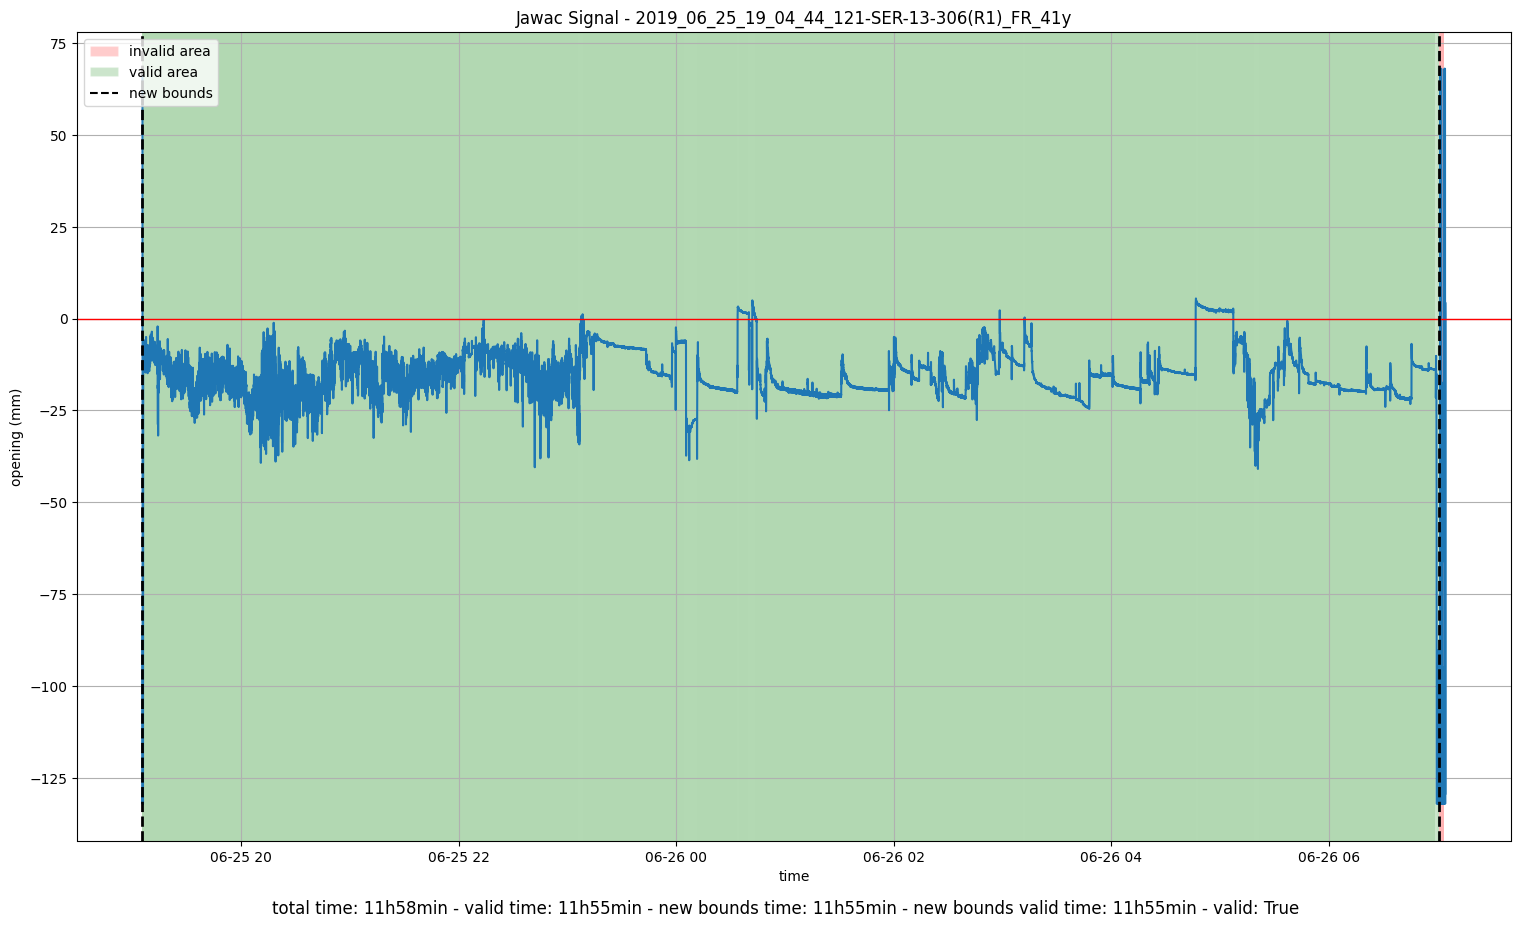 Jawac Signal - 2019_06_25_19_04_44_121-SER-13-306(R1)_FR_41y
invalid area
valid area
new bounds
opening (mm)
75
50
25
0
−25
−50
−75
−100
−125
06-25 20
06-25 22
06-26 00
06-26 02
06-26 04
06-26 06
time
total time: 11h58min - valid time: 11h55min - new bounds time: 11h55min - new bounds valid time: 11h55min - valid: True